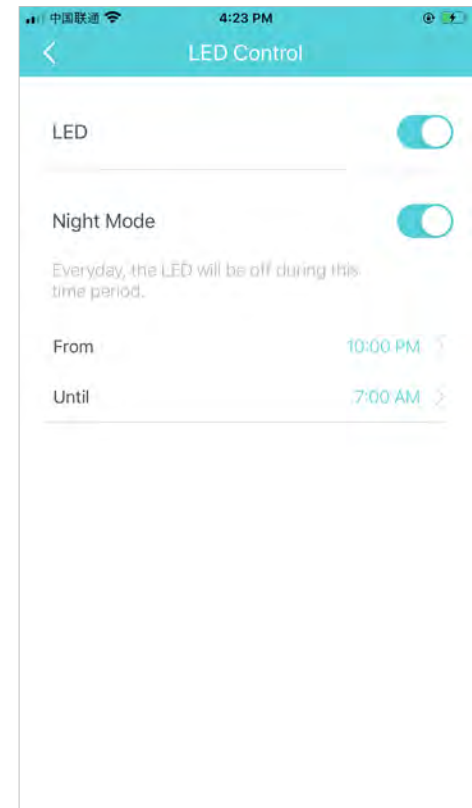 中国联通 4:23 PM
LED Control
LED
Night Mode
Everyday, the LED will be off during this
time period.
From 10:00 PM
Until 7:00 AM